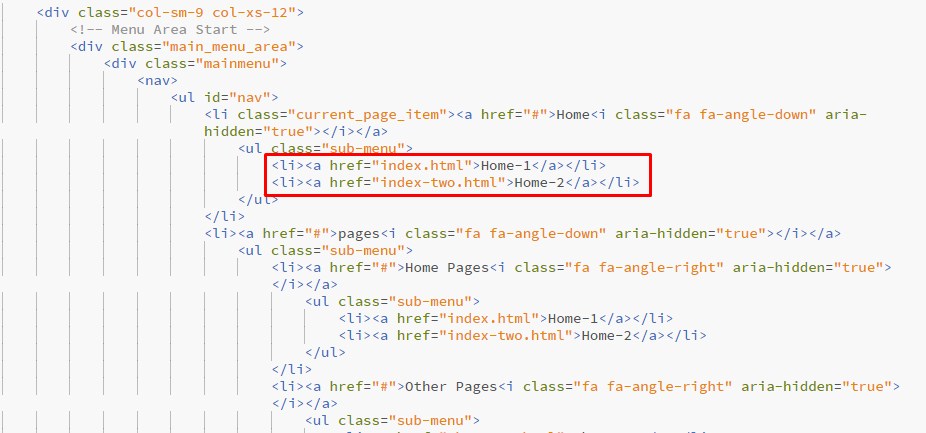 <div class="col-sm-9 col-xs-12">
<!-- Menu Area Start -->
<div class="main_menu_area">
<div class="mainmenu">
<nav>
<ul id="nav">
<li class="current_page_item"><a href="#">Home<i class="fa fa-angle-down" aria-
hidden="true"></i></a>
<ul class="sub-menu">
<li><a href="index.html">Home-1</a></li>
<li><a href="index-two.html">Home-2</a></li>
</ul>
</li>
<li><a href="#">pages<i class="fa fa-angle-down" aria-hidden="true"></i></a>
<ul class="sub-menu">
<li><a href="#">Home Pages<i class="fa fa-angle-right" aria-hidden="true">
</i></a>
<ul class="sub-menu">
<li><a href="index.html">Home-1</a></li>
<li><a href="index-two.html">Home-2</a></li>
</ul>
</li>
<li><a href="#">Other Pages<i class="fa fa-angle-right" aria-hidden="true">
</i></a>
<ul class="sub-menu">